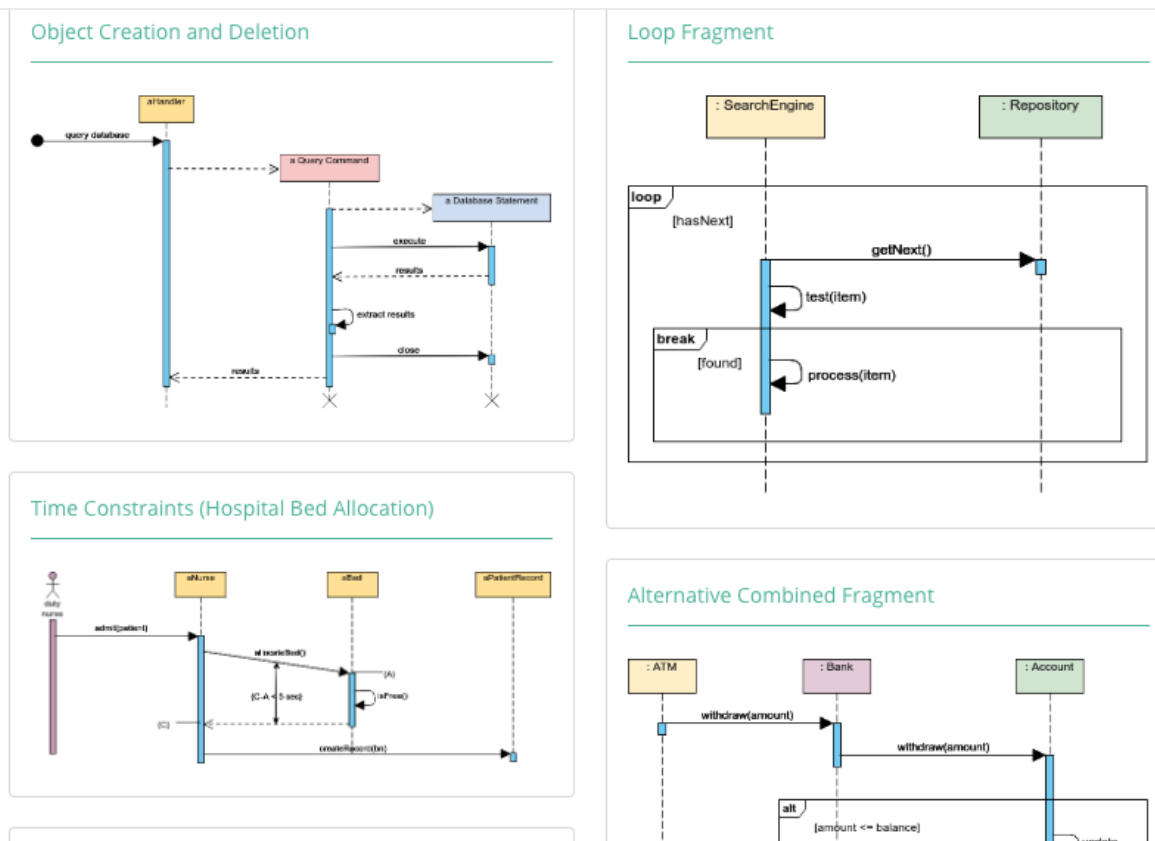 Object Creation and Deletion
aHandler
query database
a Query Command
a Database Statement
execute
results
extract results
close
results
Time Constraints (Hospital Bed Allocation)
duty
nurse
aNurse
aBed
aPatientRecord
admit(patient)
allocateBed()
{A}
{C-A < 5 sec}
isFree()
{C}
createRecord(bn)
Loop Fragment
: SearchEngine
: Repository
loop
[hasNext]
getNext()
test(item)
break
[found]
process(item)
Alternative Combined Fragment
: ATM
: Bank
: Account
withdraw(amount)
withdraw(amount)
alt
[amount <= balance]